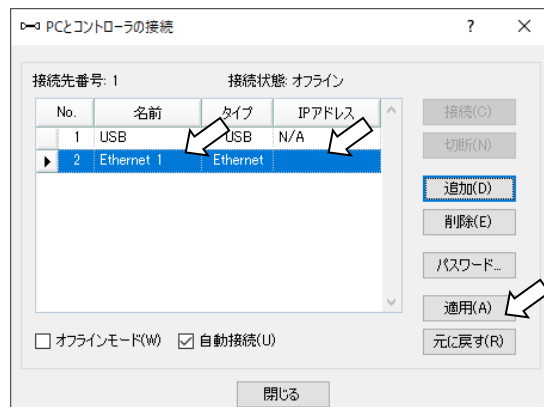 PCとコントローラの接続
?
接続先番号: 1 接続状態: オフライン
No. 名前 タイプ IPアドレス
1 USB USB N/A
2 Ethernet 1 Ethernet
接続(C)
切断(N)
追加(D)
削除(E)
パスワード...
適用(A)
元に戻す(R)
オフラインモード(W) 自動接続(U)
閉じる